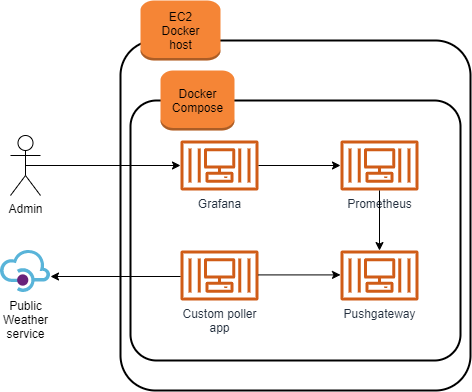 EC2
Docker
host
Docker
Compose
Admin
Grafana
Prometheus
Public
Weather
service
Custom poller
app
Pushgateway